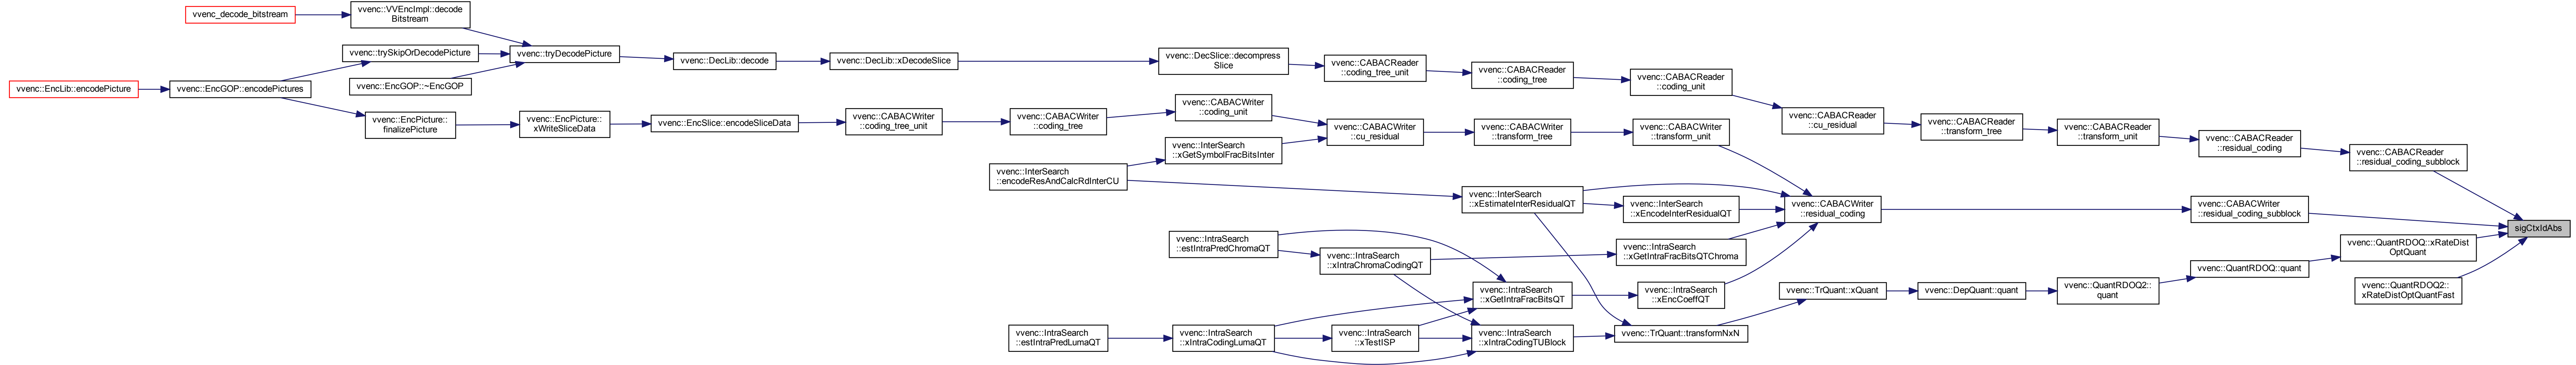 vvenc_decode_bitstream
vvenc::VVEncImpl::decode
Bitstream
vvenc::trySkipOrDecodePicture
vvenc::tryDecodePicture
vvenc::EncGOP::~EncGOP
vvenc::EncLib::encodePicture
vvenc::EncGOP::encodePictures
vvenc::DecLib::decode
vvenc::DecLib::xDecodeSlice
vvenc::DecSlice::decompress
Slice
vvenc::CABACReader
::coding_tree_unit
vvenc::CABACReader
::coding_tree
vvenc::CABACReader
::coding_unit
vvenc::CABACReader
::cu_residual
vvenc::CABACReader
::transform_tree
vvenc::CABACReader
::transform_unit
vvenc::CABACReader
::residual_coding
vvenc::CABACReader
::residual_coding_subblock
vvenc::EncPicture::
finalizePicture
vvenc::EncPicture::
xWriteSliceData
vvenc::EncSlice::encodeSliceData
vvenc::CABACWriter
::coding_tree_unit
vvenc::CABACWriter
::coding_tree
vvenc::CABACWriter
::coding_unit
vvenc::InterSearch
::xGetSymbolFracBitsInter
vvenc::CABACWriter
::cu_residual
vvenc::CABACWriter
::transform_tree
vvenc::CABACWriter
::transform_unit
vvenc::InterSearch
::encodeResAndCalcRdInterCU
vvenc::InterSearch
::xEstimateInterResidualQT
vvenc::InterSearch
::xEncodeInterResidualQT
vvenc::CABACWriter
::residual_coding
vvenc::CABACWriter
::residual_coding_subblock
sigCtxIdAbs
vvenc::IntraSearch
::estIntraPredChromaQT
vvenc::IntraSearch
::xIntraChromaCodingQT
vvenc::IntraSearch
::xGetIntraFracBitsQTChroma
vvenc::QuantRDOQ::xRateDist
OptQuant
vvenc::QuantRDOQ::quant
vvenc::IntraSearch
::xGetIntraFracBitsQT
vvenc::IntraSearch
::xEncCoeffQT
vvenc::TrQuant::xQuant
vvenc::DepQuant::quant
vvenc::QuantRDOQ2::
quant
vvenc::QuantRDOQ2::
xRateDistOptQuantFast
vvenc::IntraSearch
::estIntraPredLumaQT
vvenc::IntraSearch
::xIntraCodingLumaQT
vvenc::IntraSearch
::xTestISP
vvenc::IntraSearch
::xIntraCodingTUBlock
vvenc::TrQuant::transformNxN